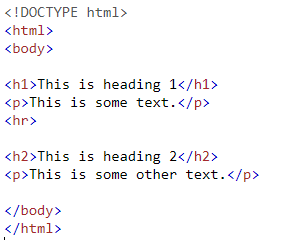 <!DOCTYPE html>
<html>
<body>
<h1>This is heading 1</h1>
<p>This is some text.</p>
<hr>
<h2>This is heading 2</h2>
<p>This is some other text.</p>
</body>
</html>